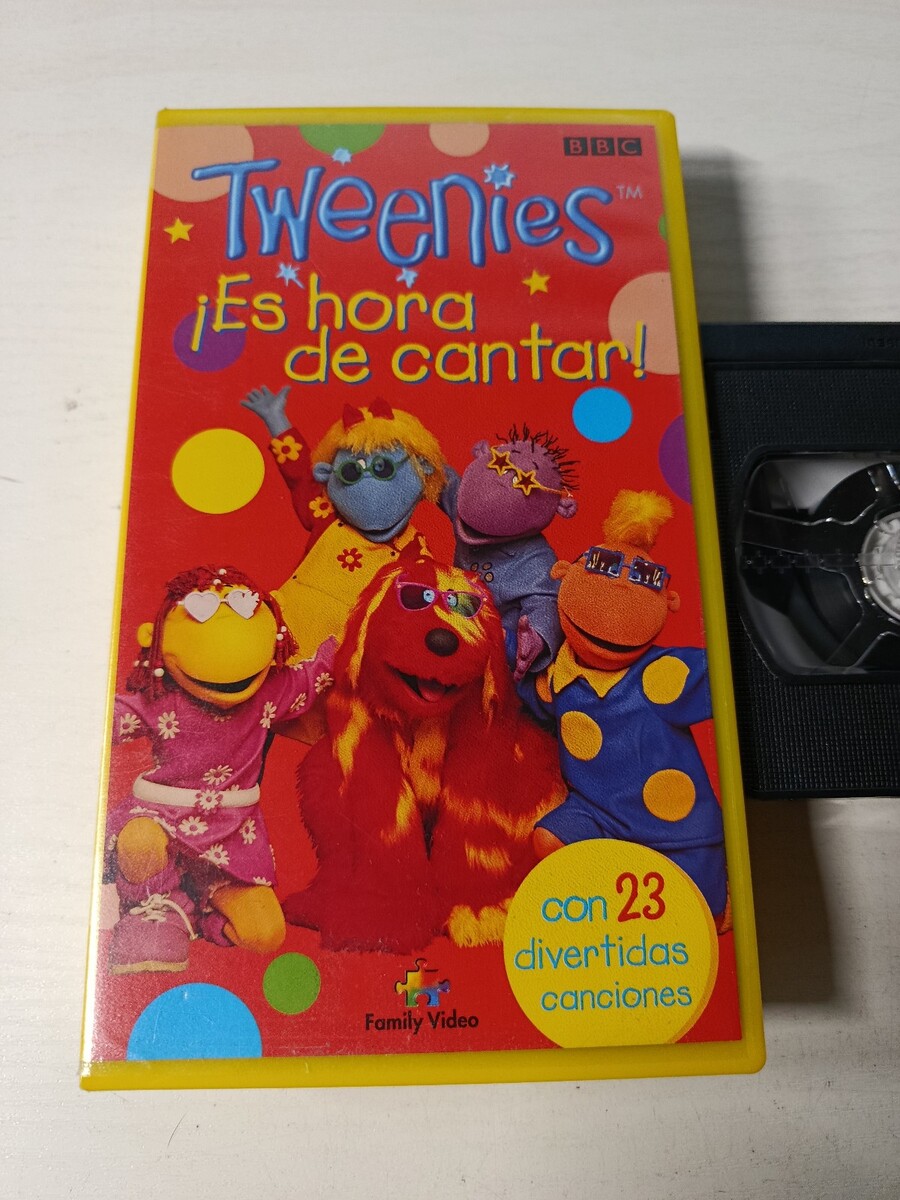 BBC
Tweenies™
¡Es hora
de cantar!
con 23
divertidas
canciones
Family Video